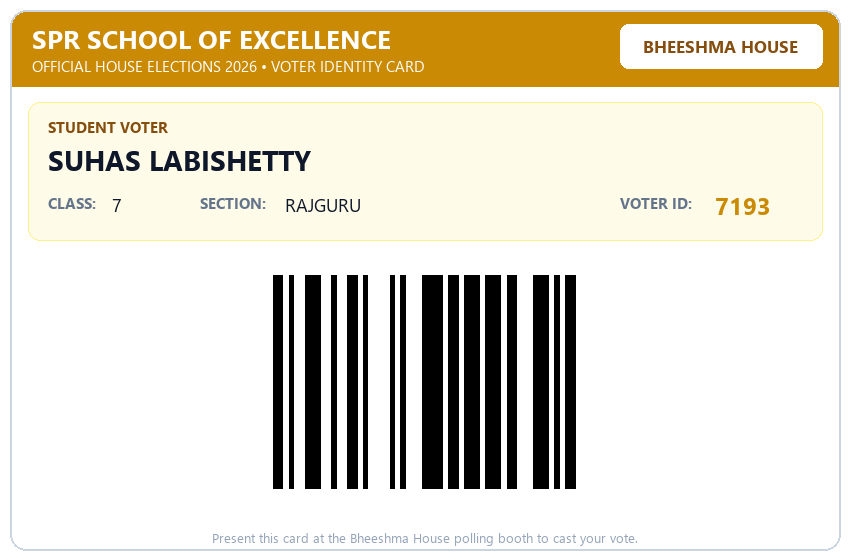 SPR SCHOOL OF EXCELLENCE
OFFICIAL HOUSE ELECTIONS 2026 • VOTER IDENTITY CARD
BHEESHMA HOUSE
STUDENT VOTER
SUHAS LABISHETTY
CLASS: 7 SECTION: RAJGURU VOTER ID: 7193
Present this card at the Bheeshma House polling booth to cast your vote.